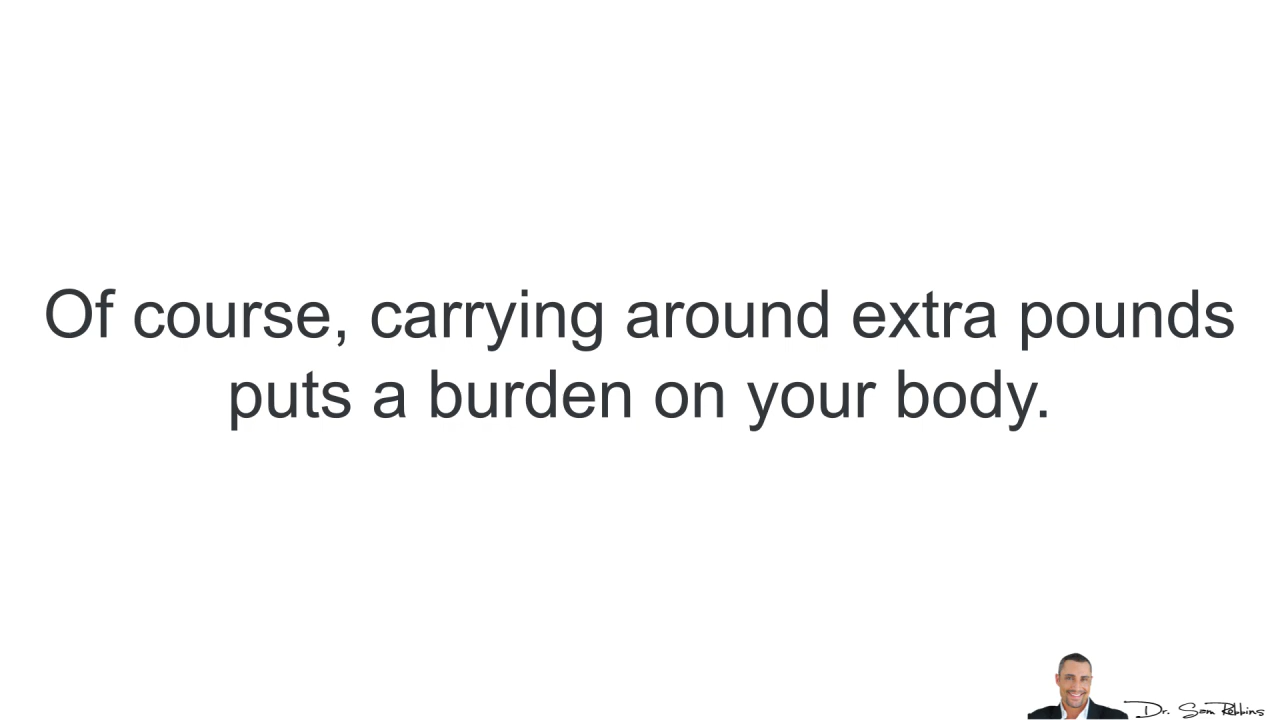 Of course, carrying around extra pounds
puts a burden on your body.
Dr. Sam Robbins